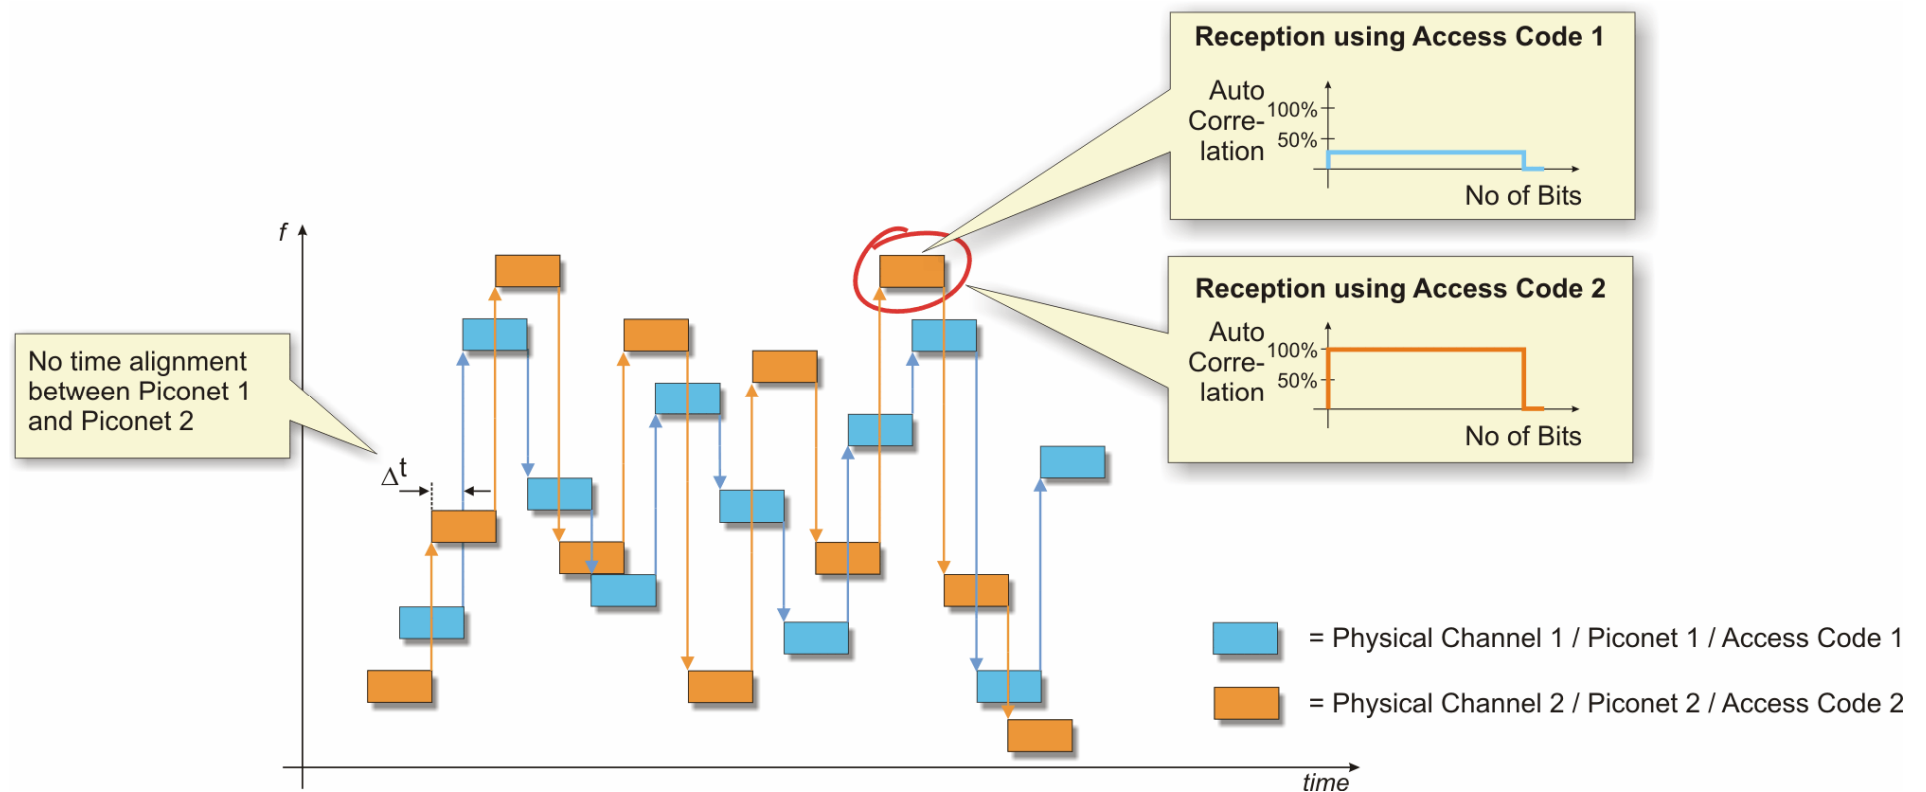 Reception using Access Code 1
Auto
Corre-
lation
100%
50%
No of Bits
f
Reception using Access Code 2
Auto
Corre-
lation
100%
50%
No of Bits
No time alignment
between Piconet 1
and Piconet 2
Δt
= Physical Channel 1 / Piconet 1 / Access Code 1
= Physical Channel 2 / Piconet 2 / Access Code 2
time